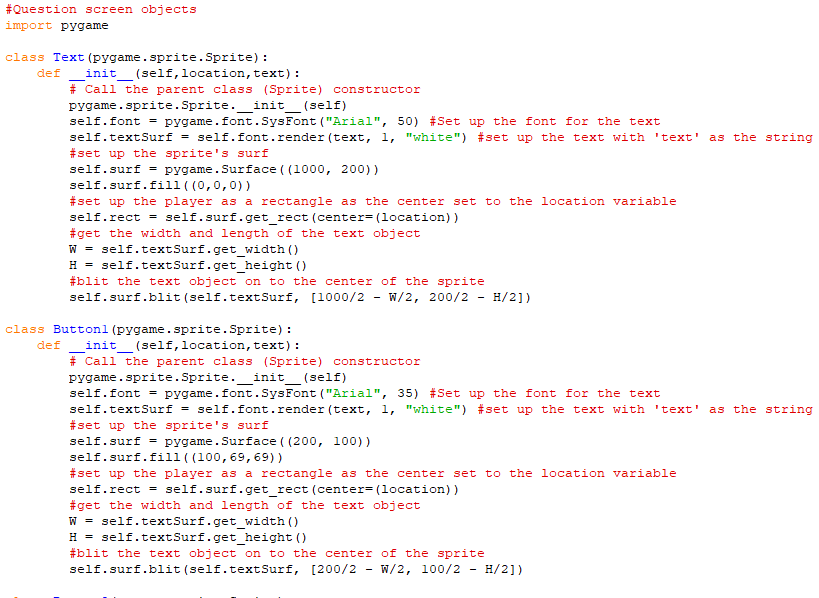 #Question screen objects
import pygame

class Text(pygame.sprite.Sprite):
    def __init__(self,location,text):
        # Call the parent class (Sprite) constructor
        pygame.sprite.Sprite.__init__(self)
        self.font = pygame.font.SysFont("Arial", 50) #Set up the font for the text
        self.textSurf = self.font.render(text, 1, "white") #set up the text with 'text' as the string
        #set up the sprite's surf
        self.surf = pygame.Surface((1000, 200))
        self.surf.fill((0,0,0))
        #set up the player as a rectangle as the center set to the location variable
        self.rect = self.surf.get_rect(center=(location))
        #get the width and length of the text object
        W = self.textSurf.get_width()
        H = self.textSurf.get_height()
        #blit the text object on to the center of the sprite
        self.surf.blit(self.textSurf, [1000/2 - W/2, 200/2 - H/2])

class Button1(pygame.sprite.Sprite):
    def __init__(self,location,text):
        # Call the parent class (Sprite) constructor
        pygame.sprite.Sprite.__init__(self)
        self.font = pygame.font.SysFont("Arial", 35) #Set up the font for the text
        self.textSurf = self.font.render(text, 1, "white") #set up the text with 'text' as the string
        #set up the sprite's surf
        self.surf = pygame.Surface((200, 100))
        self.surf.fill((100,69,69))
        #set up the player as a rectangle as the center set to the location variable
        self.rect = self.surf.get_rect(center=(location))
        #get the width and length of the text object
        W = self.textSurf.get_width()
        H = self.textSurf.get_height()
        #blit the text object on to the center of the sprite
        self.surf.blit(self.textSurf, [200/2 - W/2, 100/2 - H/2])